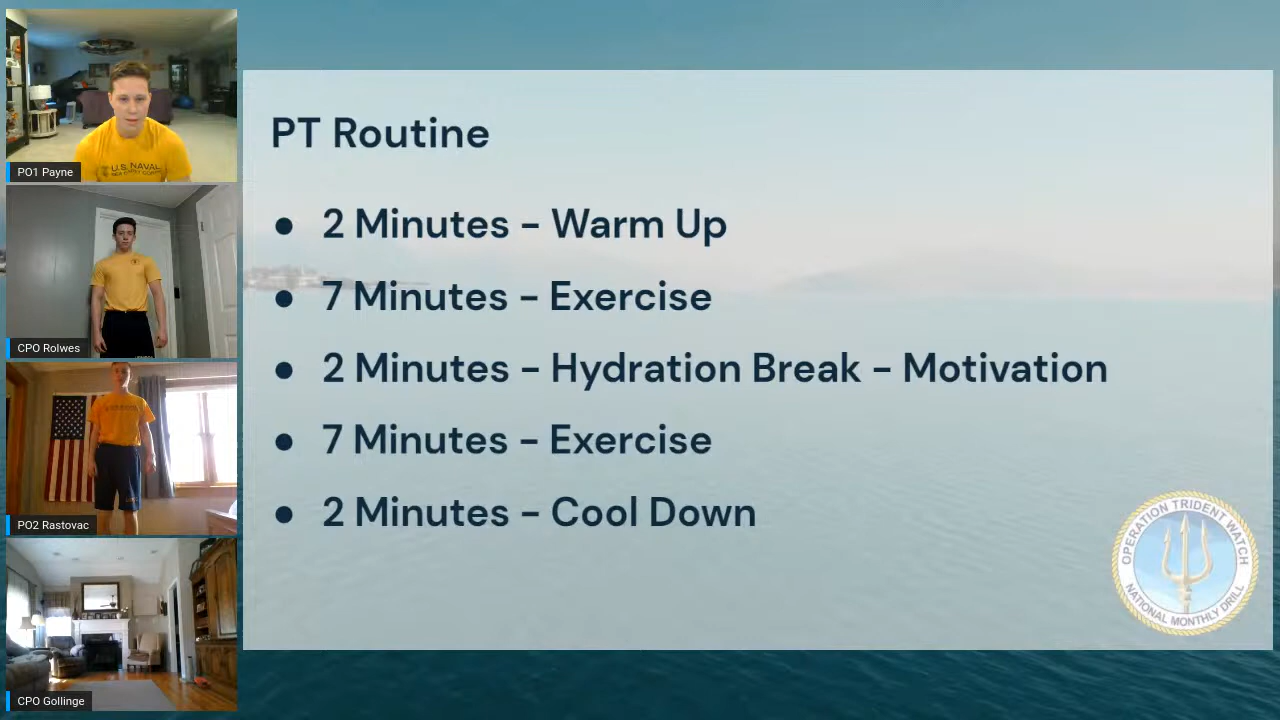 PT Routine
● 2 Minutes - Warm Up
● 7 Minutes - Exercise
● 2 Minutes - Hydration Break - Motivation
● 7 Minutes - Exercise
● 2 Minutes - Cool Down
OPERATION TRIDENT WATCH
NATIONAL MONTHLY DRILL
U.S. NAVAL
PO1 Payne
CPO Rolwes
PO2 Rastovac
CPO Gollinge